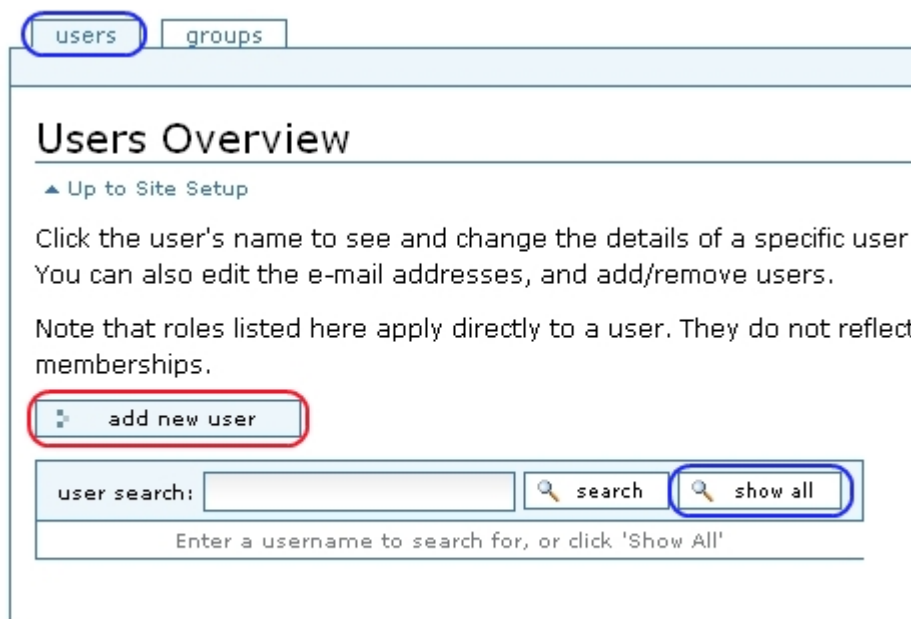 users groups
Users Overview
Up to Site Setup
Click the user's name to see and change the details of a specific user
You can also edit the e-mail addresses, and add/remove users.
Note that roles listed here apply directly to a user. They do not reflect
memberships.
add new user
user search: search show all
Enter a username to search for, or click 'Show All'